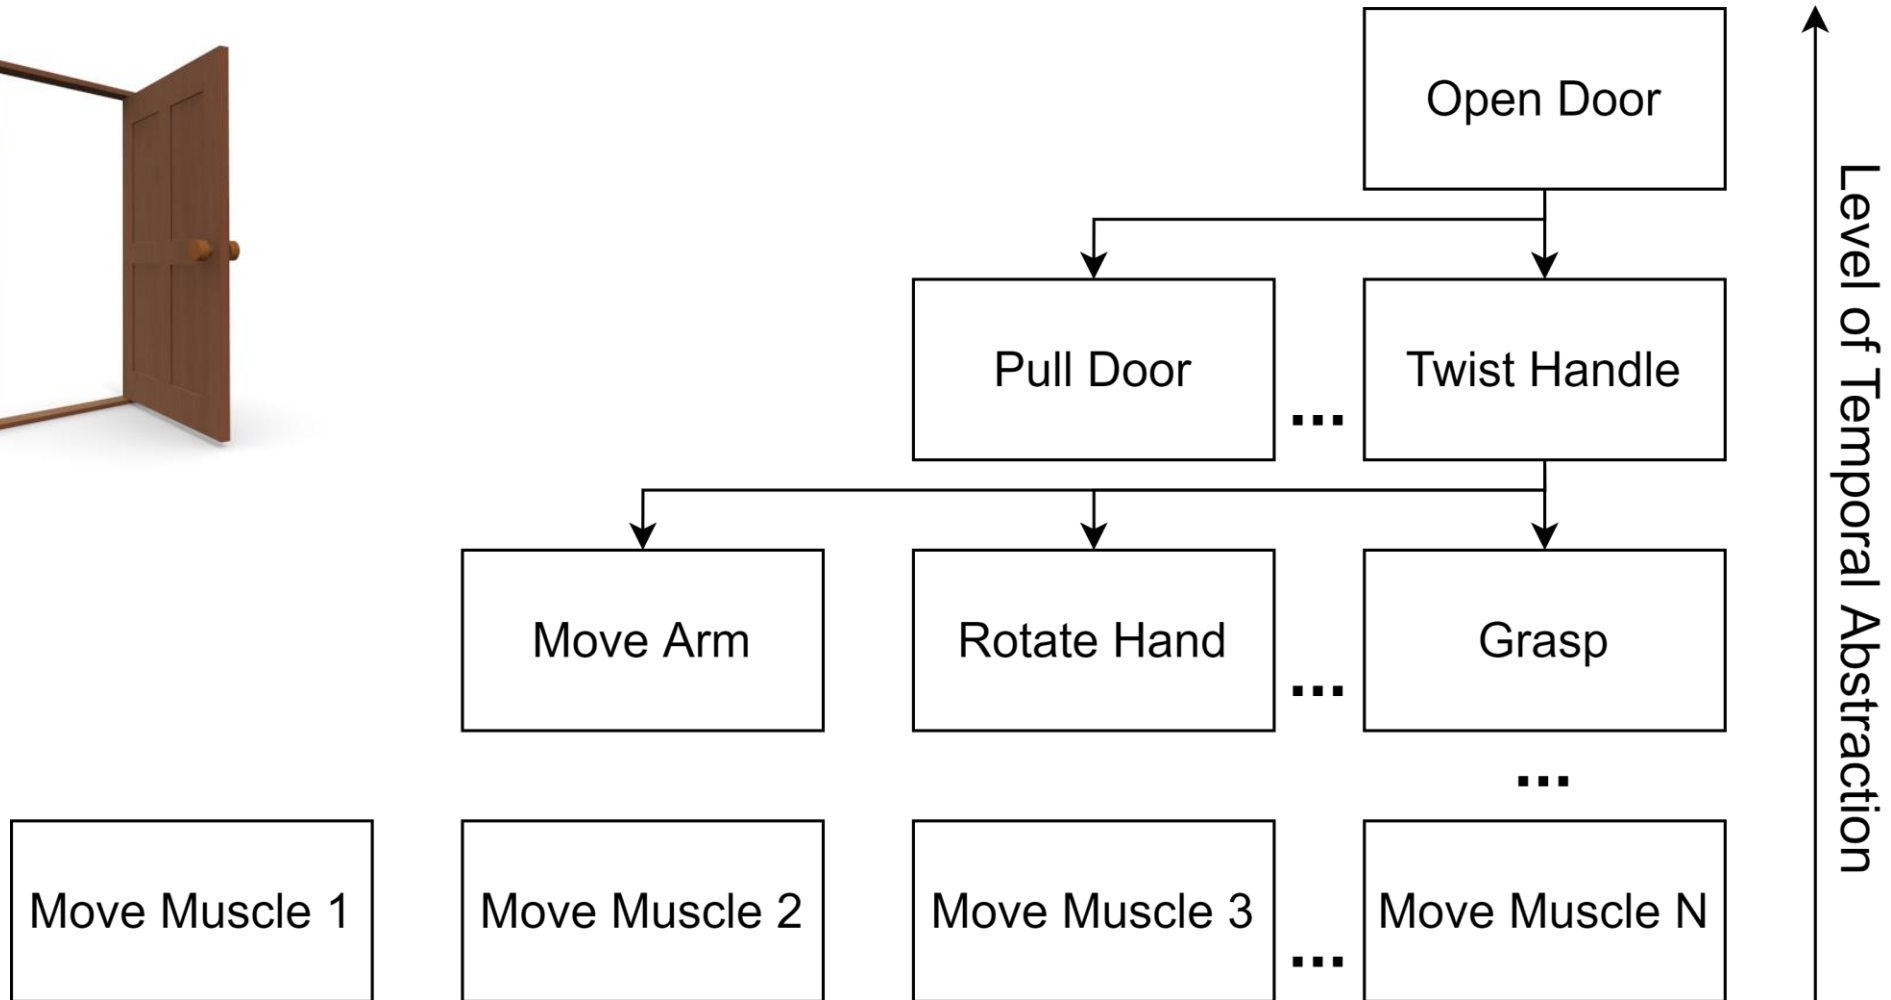 Open Door
Pull Door
...
Twist Handle
Move Arm
Rotate Hand
...
Grasp
...
Move Muscle 1
Move Muscle 2
Move Muscle 3
...
Move Muscle N
Level of Temporal Abstraction